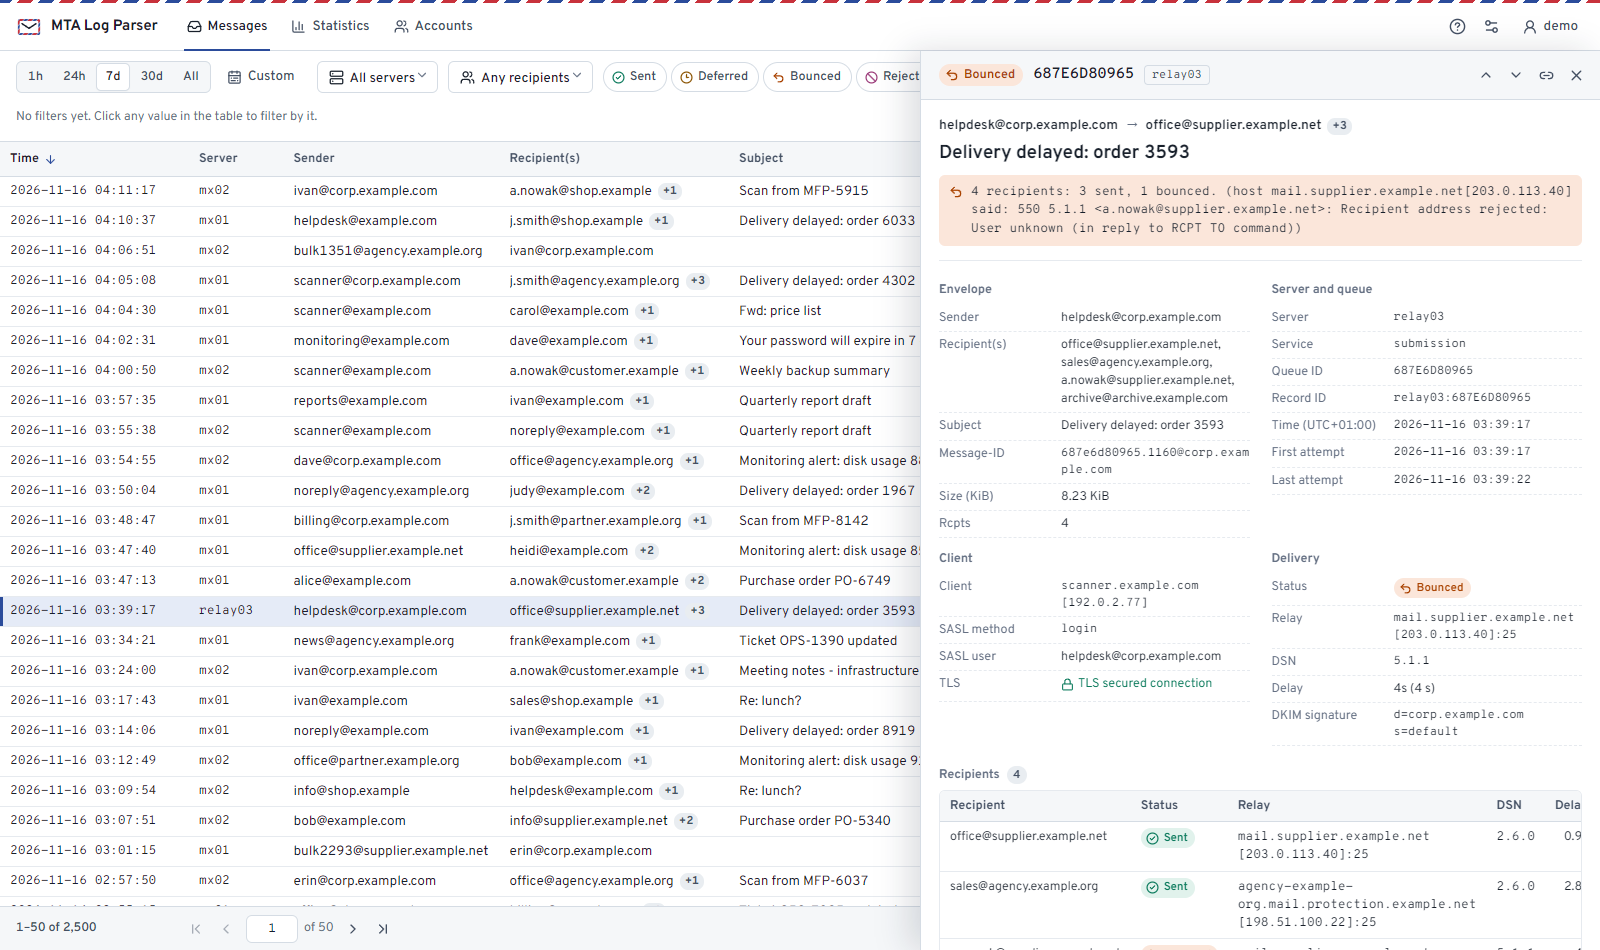 MTA Log Parser
Messages
Statistics
Accounts
demo
1h 24h 7d 30d All
Custom
All servers
Any recipients
Sent
Deferred
Bounced
Reject
No filters yet. Click any value in the table to filter by it.
Time Server Sender Recipient(s) Subject
2026-11-16 04:11:17 mx02 ivan@corp.example.com a.nowak@shop.example +1 Scan from MFP-5915
2026-11-16 04:10:37 mx01 helpdesk@example.com j.smith@shop.example +1 Delivery delayed: order 6033
2026-11-16 04:06:51 mx02 bulk1351@agency.example.org ivan@corp.example.com
2026-11-16 04:05:08 mx01 scanner@corp.example.com j.smith@agency.example.org +3 Delivery delayed: order 4302
2026-11-16 04:04:30 mx01 scanner@example.com carol@example.com +1 Fwd: price list
2026-11-16 04:02:31 mx01 monitoring@example.com dave@example.com +1 Your password will expire in 7
2026-11-16 04:00:50 mx02 scanner@example.com a.nowak@customer.example +1 Weekly backup summary
2026-11-16 03:57:35 mx01 reports@example.com ivan@example.com +1 Quarterly report draft
2026-11-16 03:55:38 mx02 scanner@example.com noreply@example.com +1 Quarterly report draft
2026-11-16 03:54:55 mx02 dave@corp.example.com office@agency.example.org +1 Monitoring alert: disk usage 8
2026-11-16 03:50:04 mx01 noreply@agency.example.org judy@example.com +2 Delivery delayed: order 1967
2026-11-16 03:48:47 mx01 billing@corp.example.com j.smith@partner.example.org +1 Scan from MFP-8142
2026-11-16 03:47:40 mx01 office@supplier.example.net heidi@example.com +2 Monitoring alert: disk usage 8
2026-11-16 03:47:13 mx01 alice@example.com a.nowak@customer.example +2 Purchase order PO-6749
2026-11-16 03:39:17 relay03 helpdesk@corp.example.com office@supplier.example.net +3 Delivery delayed: order 3593
2026-11-16 03:34:21 mx01 news@agency.example.org frank@example.com +1 Ticket OPS-1390 updated
2026-11-16 03:24:00 mx02 ivan@corp.example.com a.nowak@customer.example +1 Meeting notes - infrastructure
2026-11-16 03:17:43 mx01 ivan@example.com sales@shop.example +1 Re: lunch?
2026-11-16 03:14:06 mx01 noreply@example.com ivan@example.com +1 Delivery delayed: order 8919
2026-11-16 03:12:49 mx02 office@partner.example.org bob@example.com +1 Monitoring alert: disk usage 9
2026-11-16 03:09:54 mx02 info@shop.example helpdesk@example.com +1 Re: lunch?
2026-11-16 03:07:51 mx02 bob@example.com info@supplier.example.net +2 Purchase order PO-5340
2026-11-16 03:01:15 mx01 bulk2293@supplier.example.net erin@corp.example.com
2026-11-16 02:57:50 mx02 erin@corp.example.com office@agency.example.org +1 Scan from MFP-6037
1–50 of 2,500
1 of 50
Bounced 687E6D80965 relay03
helpdesk@corp.example.com → office@supplier.example.net +3
Delivery delayed: order 3593
4 recipients: 3 sent, 1 bounced. (host mail.supplier.example.net[203.0.113.40]
said: 550 5.1.1 <a.nowak@supplier.example.net>: Recipient address rejected:
User unknown (in reply to RCPT TO command))
Envelope
Sender helpdesk@corp.example.com
Recipient(s) office@supplier.example.net,
sales@agency.example.org,
a.nowak@supplier.example.net,
archive@archive.example.com
Subject Delivery delayed: order 3593
Message-ID 687e6d80965.1160@corp.exam
ple.com
Size (KiB) 8.23 KiB
Rcpts 4
Server and queue
Server relay03
Service submission
Queue ID 687E6D80965
Record ID relay03:687E6D80965
Time (UTC+01:00) 2026-11-16 03:39:17
First attempt 2026-11-16 03:39:17
Last attempt 2026-11-16 03:39:22
Client
Client scanner.example.com
[192.0.2.77]
SASL method login
SASL user helpdesk@corp.example.com
TLS TLS secured connection
Delivery
Status Bounced
Relay mail.supplier.example.net
[203.0.113.40]:25
DSN 5.1.1
Delay 4s (4 s)
DKIM signature d=corp.example.com
s=default
Recipients 4
Recipient Status Relay DSN Dela
office@supplier.example.net Sent mail.supplier.example.net 2.6.0 0.9
[203.0.113.40]:25
sales@agency.example.org Sent agency-example- 2.6.0 2.8
org.mail.protection.example.net
[198.51.100.22]:25